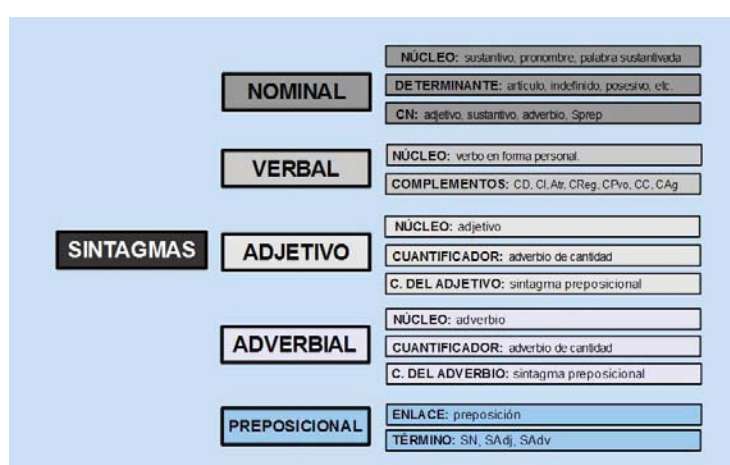 SINTAGMAS
NOMINAL
NÚCLEO: sustantivo, pronombre, palabra sustantivada
DETERMINANTE: artículo, indefinido, posesivo, etc.
CN: adjetivo, sustantivo, adverbio, Sprep
VERBAL
NÚCLEO: verbo en forma personal.
COMPLEMENTOS: CD, CI, Atr, CReg, CPvo, CC, CAg
ADJETIVO
NÚCLEO: adjetivo
CUANTIFICADOR: adverbio de cantidad
C. DEL ADJETIVO: sintagma preposicional
ADVERBIAL
NÚCLEO: adverbio
CUANTIFICADOR: adverbio de cantidad
C. DEL ADVERBIO: sintagma preposicional
PREPOSICIONAL
ENLACE: preposición
TÉRMINO: SN, SAdj, SAdv